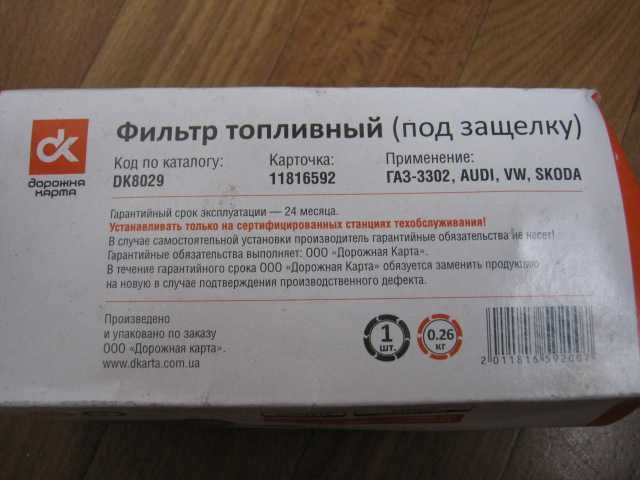 дк
дорожня
карта
Фильтр топливный (под защелку)
Код по каталогу:
DK8029
Карточка:
11816592
Применение:
ГАЗ-3302, AUDI, VW, SKODA
Гарантийный срок эксплуатации — 24 месяца.
Устанавливать только на сертифицированных станциях техобслуживания!
В случае самостоятельной установки производитель гарантийные обязательства не несет!
Гарантийные обязательства выполняет: ООО «Дорожная Карта».
В течение гарантийного срока ООО «Дорожная Карта» обязуется заменить продукцию
на новую в случае подтверждения производственного дефекта.
Произведено
и упаковано по заказу
ООО «Дорожная карта».
www.dkarta.com.ua
1
шт.
0.26
кг